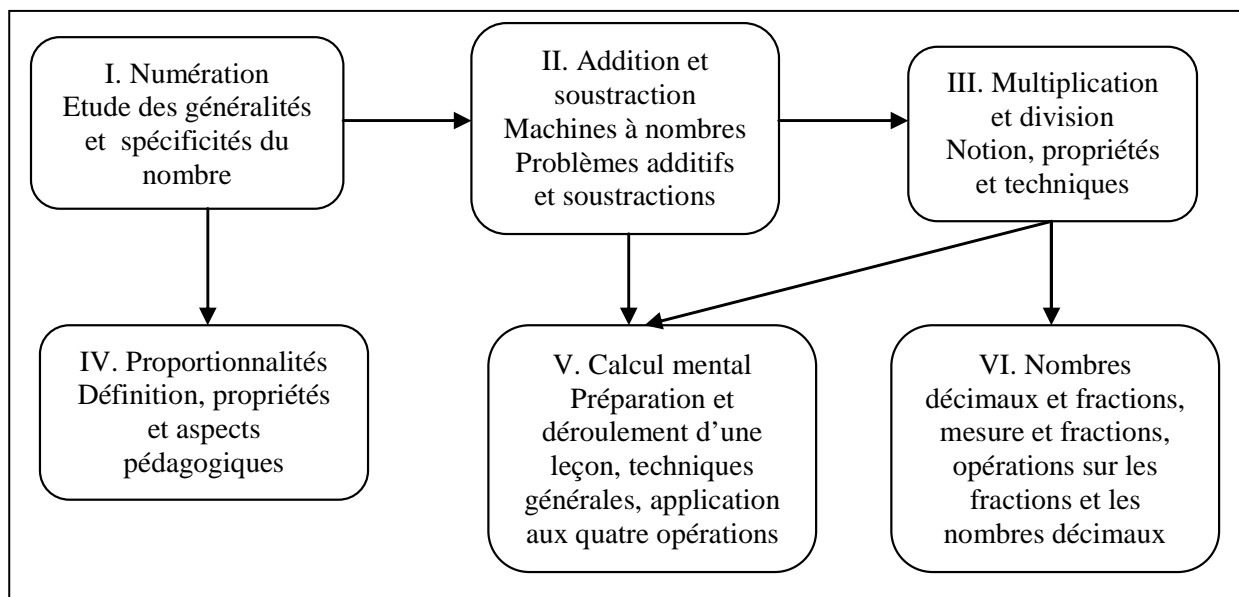 I. Numération
Etude des généralités
et spécificités du
nombre
II. Addition et
soustraction
Machines à nombres
Problèmes additifs
et soustractions
III. Multiplication
et division
Notion, propriétés
et techniques
IV. Proportionnalités
Définition, propriétés
et aspects
pédagogiques
V. Calcul mental
Préparation et
déroulement d’une
leçon, techniques
générales, application
aux quatre opérations
VI. Nombres
décimaux et fractions,
mesure et fractions,
opérations sur les
fractions et les
nombres décimaux